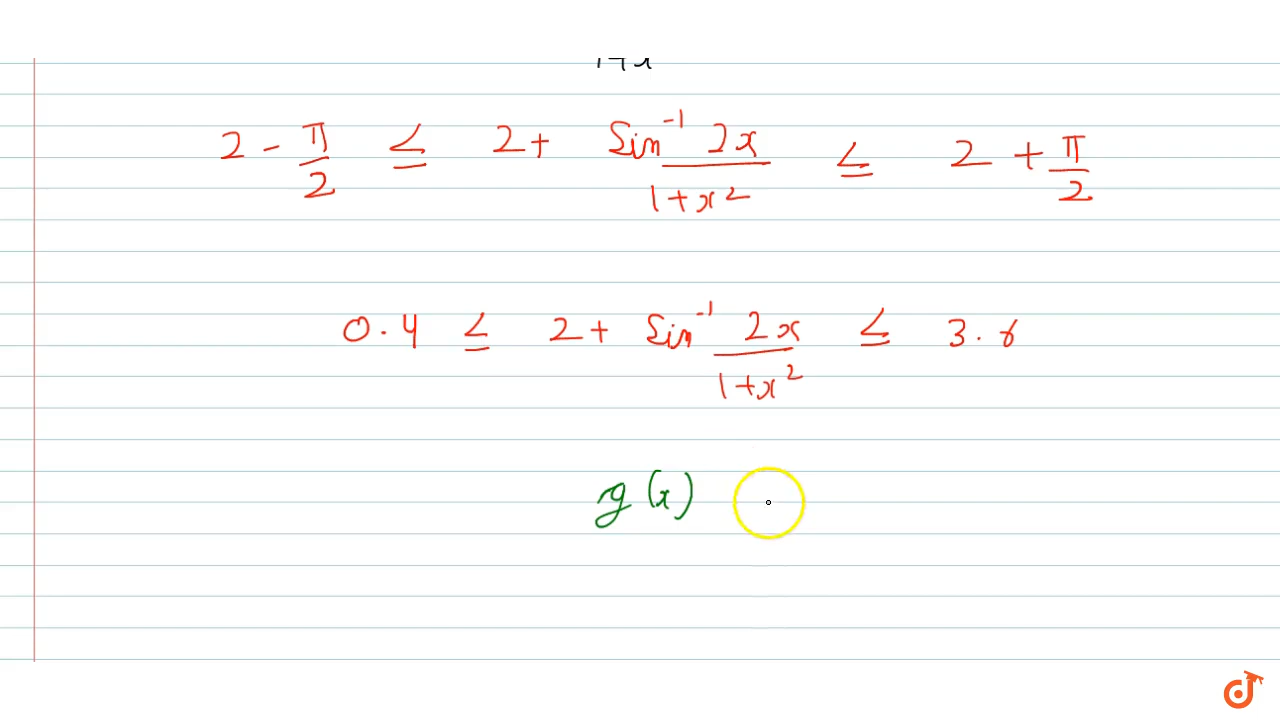 1+x
2 - π/2 ≤ 2 + Sin⁻¹ 2x/1+x² ≤ 2 + π/2
0.4 ≤ 2 + Sin⁻¹ 2x/1+x² ≤ 3.6
g(x)